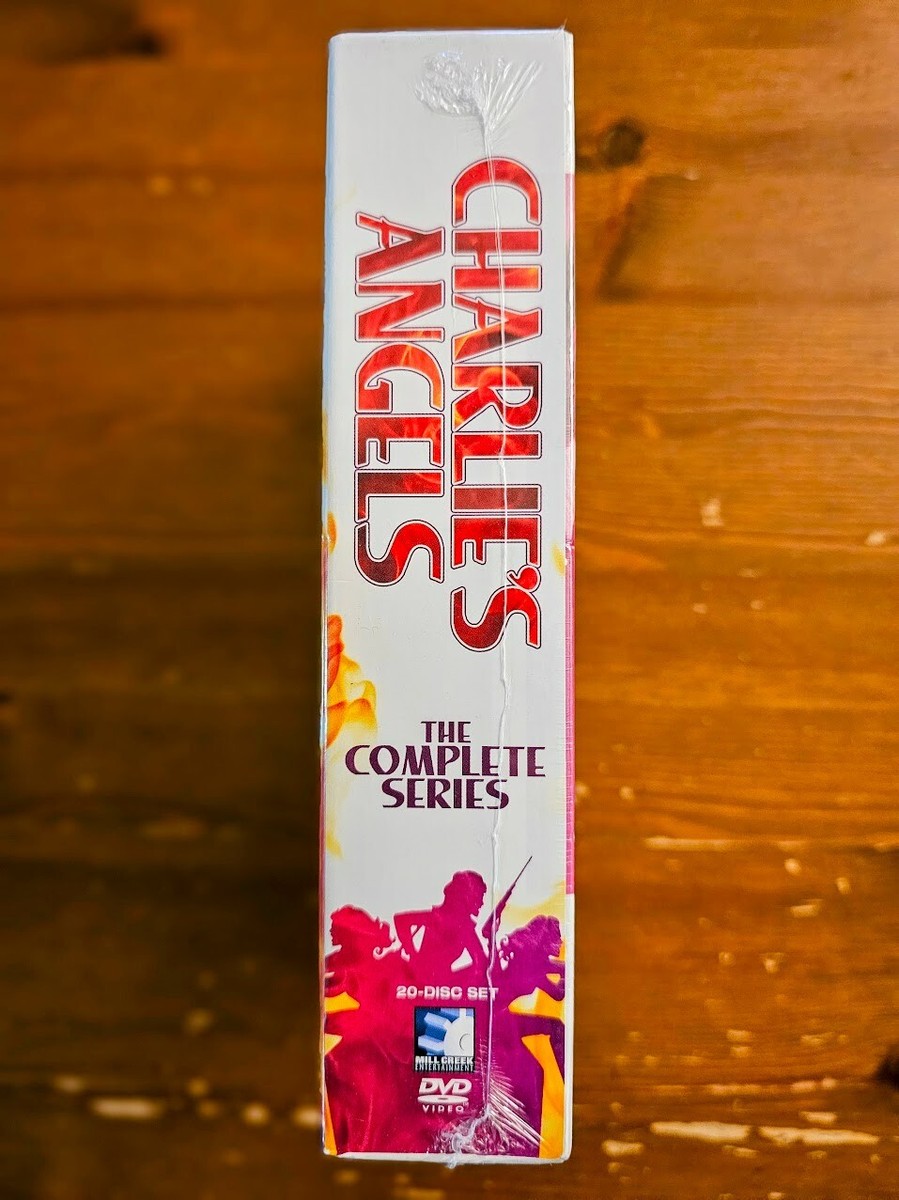 CHARLIE'S
ANGELS
THE
COMPLETE
SERIES
20-DISC SET
MILL CREEK
ENTERTAINMENT
DVD
VIDEO